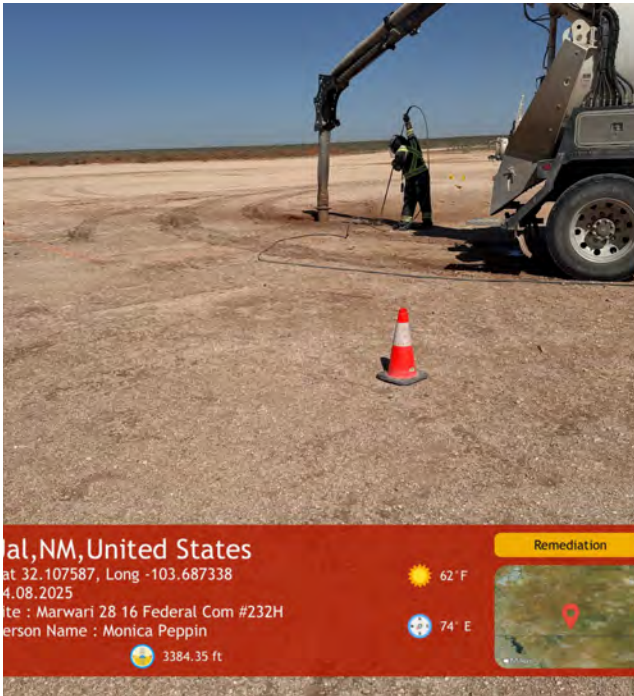 Jal,NM,United States
at 32.107587, Long -103.687338
4.08.2025
ite : Marwari 28 16 Federal Com #232H
erson Name : Monica Peppin
3384.35 ft
62°F
74° E
Remediation